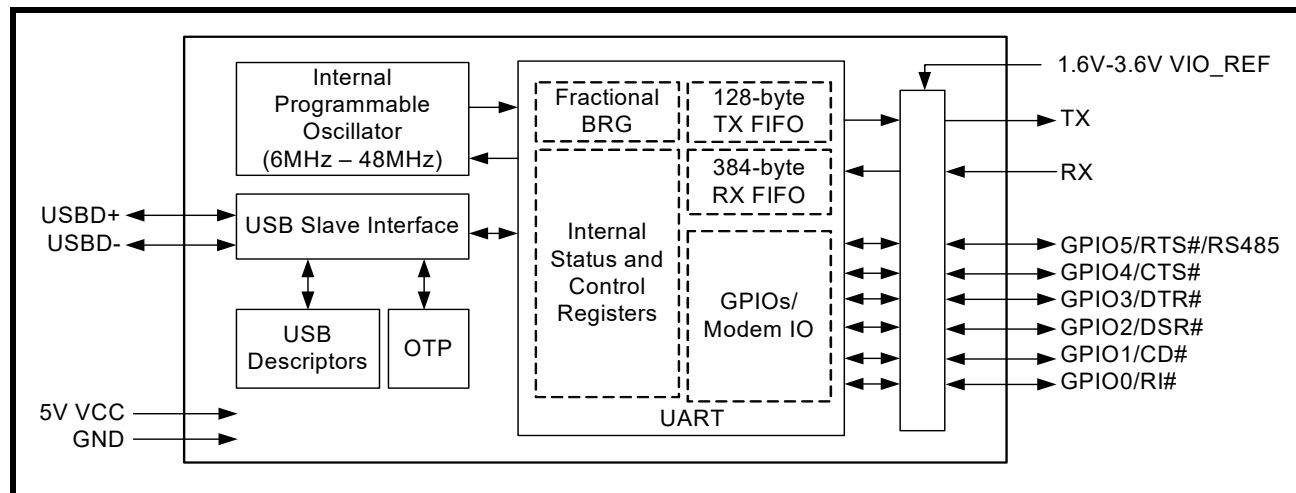 Internal
Programmable
Oscillator
(6MHz – 48MHz)
Fractional
BRG
128-byte
TX FIFO
384-byte
RX FIFO
1.6V-3.6V VIO_REF
TX
RX
USBD+
USBD-
USB Slave Interface
Internal
Status and
Control
Registers
GPIOs/
Modem IO
GPIO5/RTS#/RS485
GPIO4/CTS#
GPIO3/DTR#
GPIO2/DSR#
GPIO1/CD#
GPIO0/RI#
USB
Descriptors
OTP
5V VCC
GND
UART